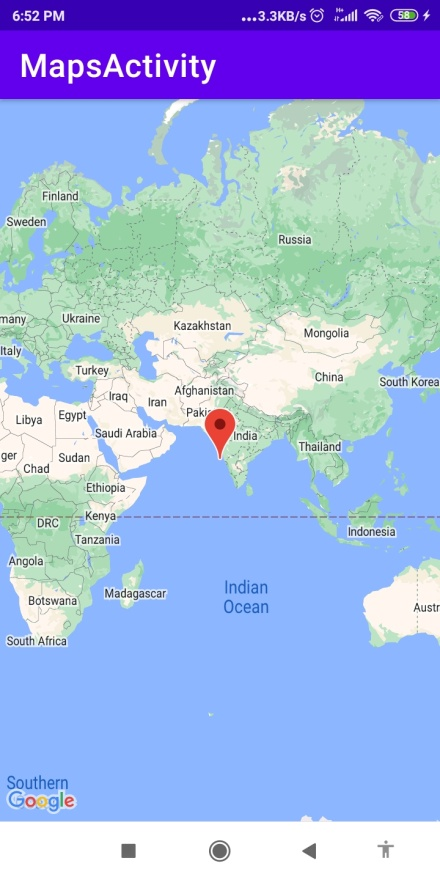 6:52 PM
...3.3KB/s
H+
58
MapsActivity
Finland
Sweden
Russia
many
Ukraine
Kazakhstan
Mongolia
Italy
Turkey
China
South Korea
Afghanistan
Iraq
Iran
Pakis
Libya
Egypt
India
Saudi Arabia
Thailand
ger
Chad
Sudan
Ethiopia
Kenya
DRC
Indonesia
Tanzania
Angola
Madagascar
Botswana
Indian
Ocean
Austr
South Africa
Southern
Google